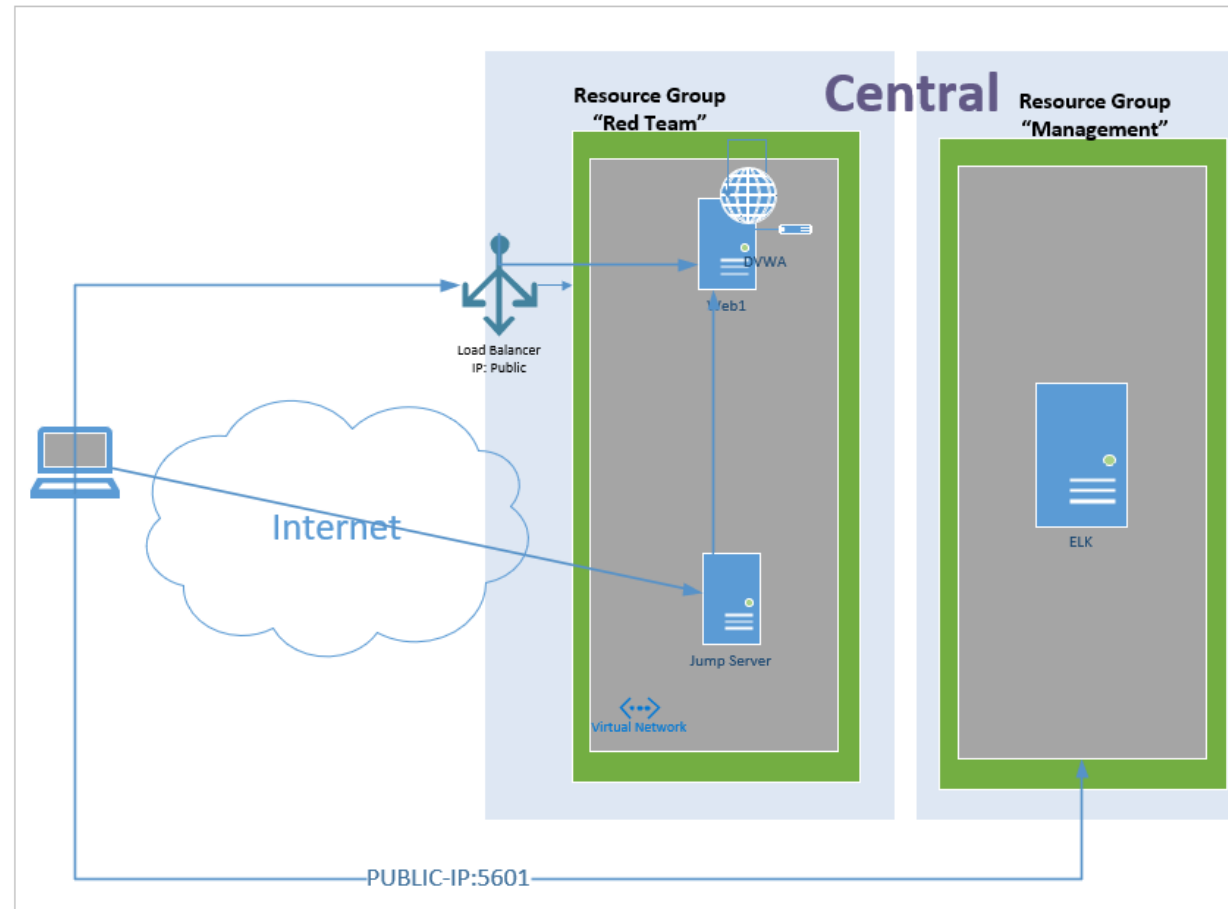 Central
Resource Group
“Red Team”
Resource Group
“Management”
DVWA
Web1
Load Balancer
IP: Public
Internet
ELK
Jump Server
Virtual Network
PUBLIC-IP:5601